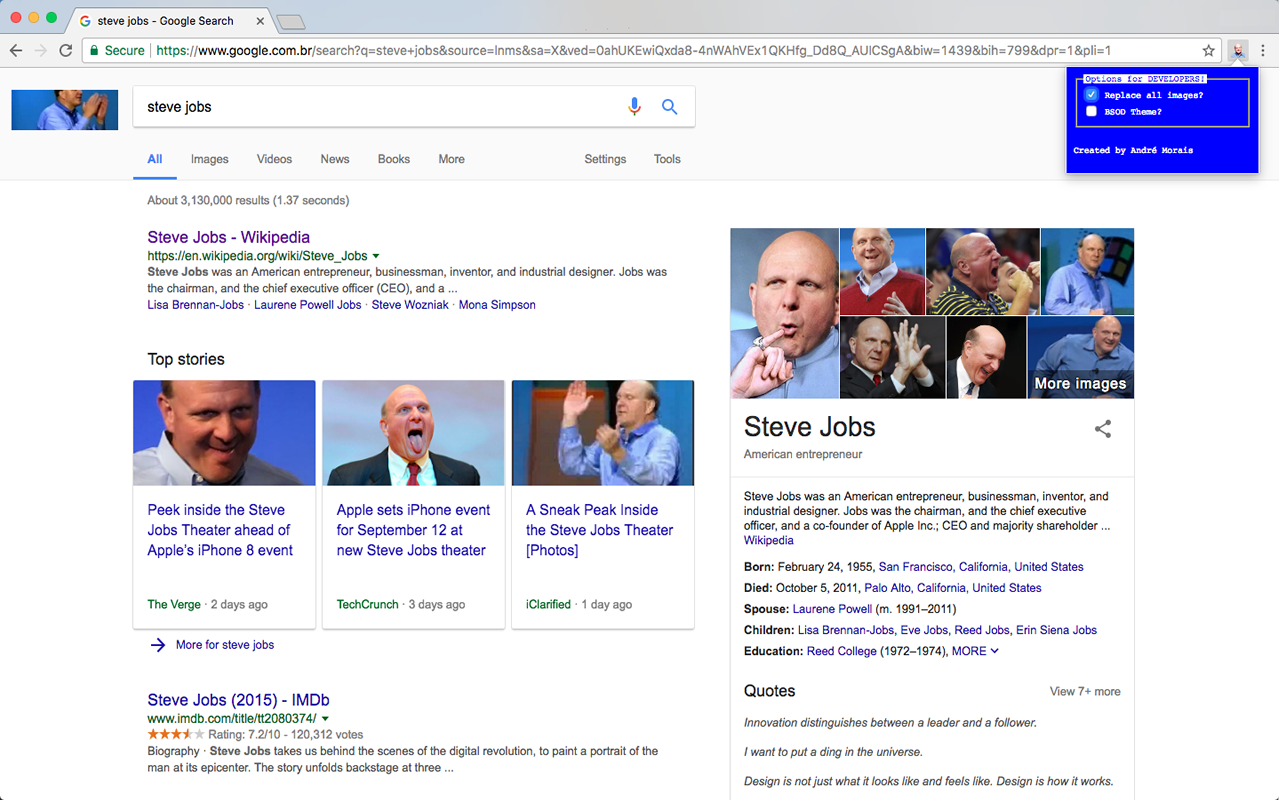 steve jobs - Google Search
Secure https://www.google.com.br/search?q=steve+jobs&source=lnms&sa=X&ved=0ahUKEwiQxda8-4nWAhVEx1QKHfg_Dd8Q_AUICSgA&biw=1439&bih=799&dpr=1&pli=1
Options for DEVELOPERS!
Replace all images?
BSOD Theme?
Created by André Morais
steve jobs
All Images Videos News Books More Settings Tools
About 3,130,000 results (1.37 seconds)
Steve Jobs - Wikipedia
https://en.wikipedia.org/wiki/Steve_Jobs
Steve Jobs was an American entrepreneur, businessman, inventor, and industrial designer. Jobs was
the chairman, and the chief executive officer (CEO), and a ...
Lisa Brennan-Jobs · Laurene Powell Jobs · Steve Wozniak · Mona Simpson
Top stories
Peek inside the Steve
Jobs Theater ahead of
Apple's iPhone 8 event
The Verge · 2 days ago
Apple sets iPhone event
for September 12 at
new Steve Jobs theater
TechCrunch · 3 days ago
A Sneak Peak Inside
the Steve Jobs Theater
[Photos]
iClarified · 1 day ago
More for steve jobs
Steve Jobs (2015) - IMDb
www.imdb.com/title/tt2080374/
Rating: 7.2/10 - 120,312 votes
Biography · Steve Jobs takes us behind the scenes of the digital revolution, to paint a portrait of the
man at its epicenter. The story unfolds backstage at three ...
More images
Steve Jobs
American entrepreneur
Steve Jobs was an American entrepreneur, businessman, inventor, and
industrial designer. Jobs was the chairman, and the chief executive
officer, and a co-founder of Apple Inc.; CEO and majority shareholder ...
Wikipedia
Born: February 24, 1955, San Francisco, California, United States
Died: October 5, 2011, Palo Alto, California, United States
Spouse: Laurene Powell (m. 1991–2011)
Children: Lisa Brennan-Jobs, Eve Jobs, Reed Jobs, Erin Siena Jobs
Education: Reed College (1972–1974), MORE
Quotes
View 7+ more
Innovation distinguishes between a leader and a follower.
I want to put a ding in the universe.
Design is not just what it looks like and feels like. Design is how it works.